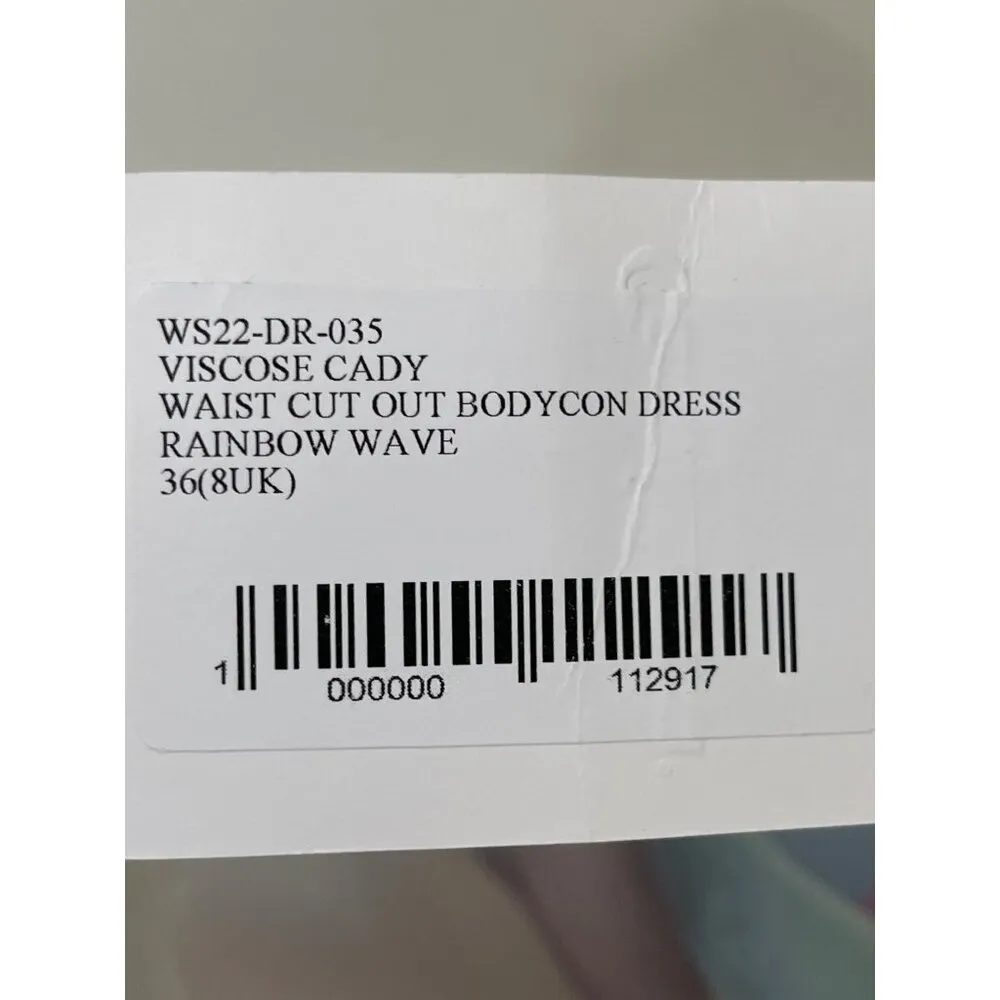 WS22-DR-035
VISCOSE CADY
WAIST CUT OUT BODYCON DRESS
RAINBOW WAVE
36(8UK)
1 000000 112917